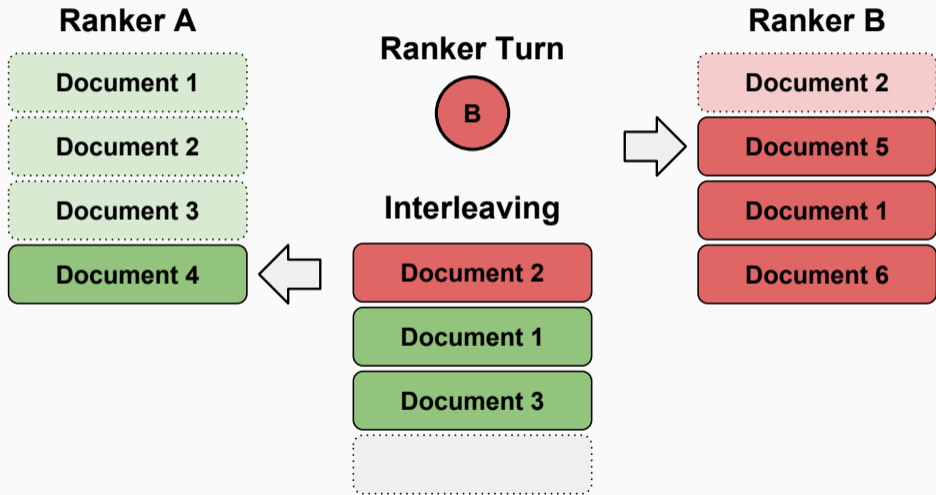 Ranker A
Document 1
Document 2
Document 3
Document 4
Ranker Turn
B
Interleaving
Document 2
Document 1
Document 3
Ranker B
Document 2
Document 5
Document 1
Document 6